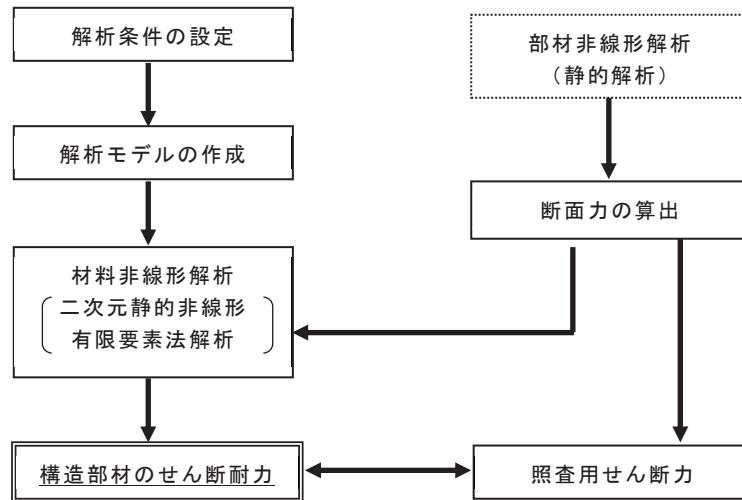 解析条件の設定
解析モデルの作成
材料非線形解析
二次元静的非線形
有限要素法解析
構造部材のせん断耐力
部材非線形解析
（静的解析）
断面力の算出
照査用せん断力